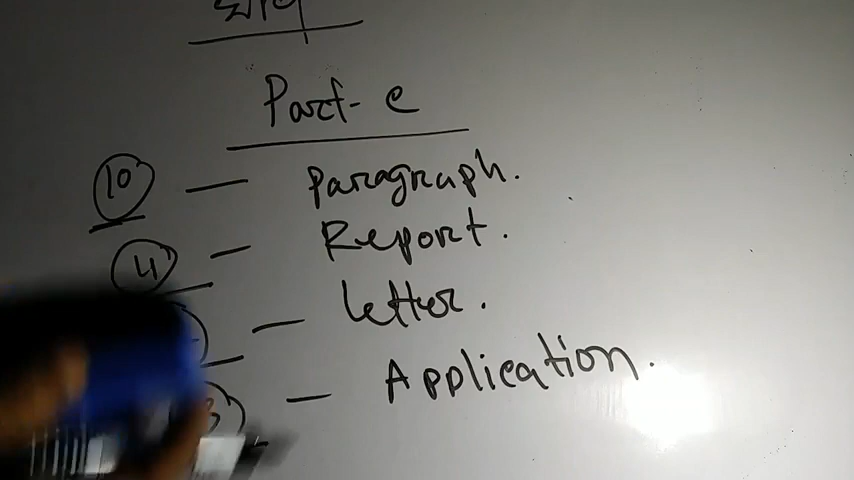 Part- e
10 — Paragraph.
11 — Report.
— letter.
— Application.